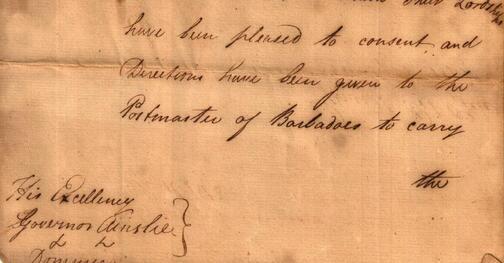 their Lordships
have been pleased to consent, and
Directions have been given to the
Postmaster of Barbadoes to carry
the
His Excellency
Governor Ainslie
&c &c
Dominica